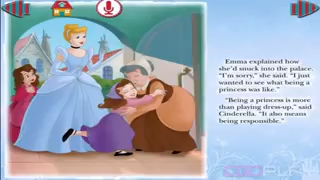 Emma explained how
she'd snuck into the palace.
"I'm sorry," she said. "I just
wanted to see what being a
princess was like."
"Being a princess is more
than playing dress-up," said
Cinderella. "It also means
being responsible."